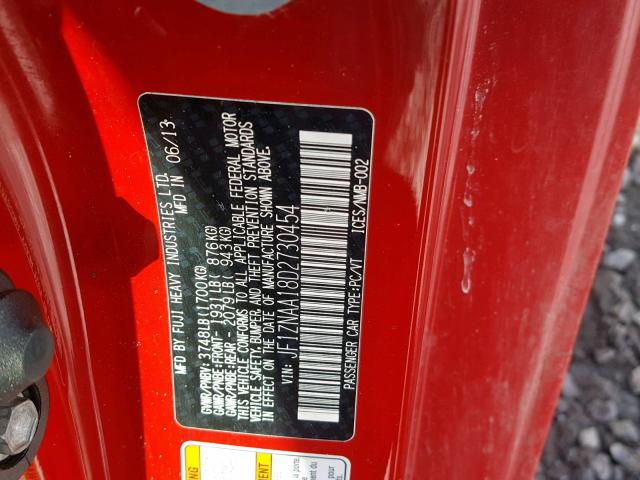 MFD BY FUJI HEAVY INDUSTRIES LTD.
MFD IN 06/13
GVWR/PNBV: 3748LB(1700KG)
GAWR/PNBE:FRONT- 1931LB( 876KG)
GAWR/PNBE:REAR - 2079LB( 943KG)
THIS VEHICLE CONFORMS TO ALL APPLICABLE FEDERAL MOTOR
VEHICLE SAFETY,BUMPER AND THEFT PREVENTION STANDARDS
IN EFFECT ON THE DATE OF MANUFACTURE SHOWN ABOVE.
VIN: JF1ZNAA18D2730454
ICES/NMB-002
PASSENGER CAR TYPE:PC/VT